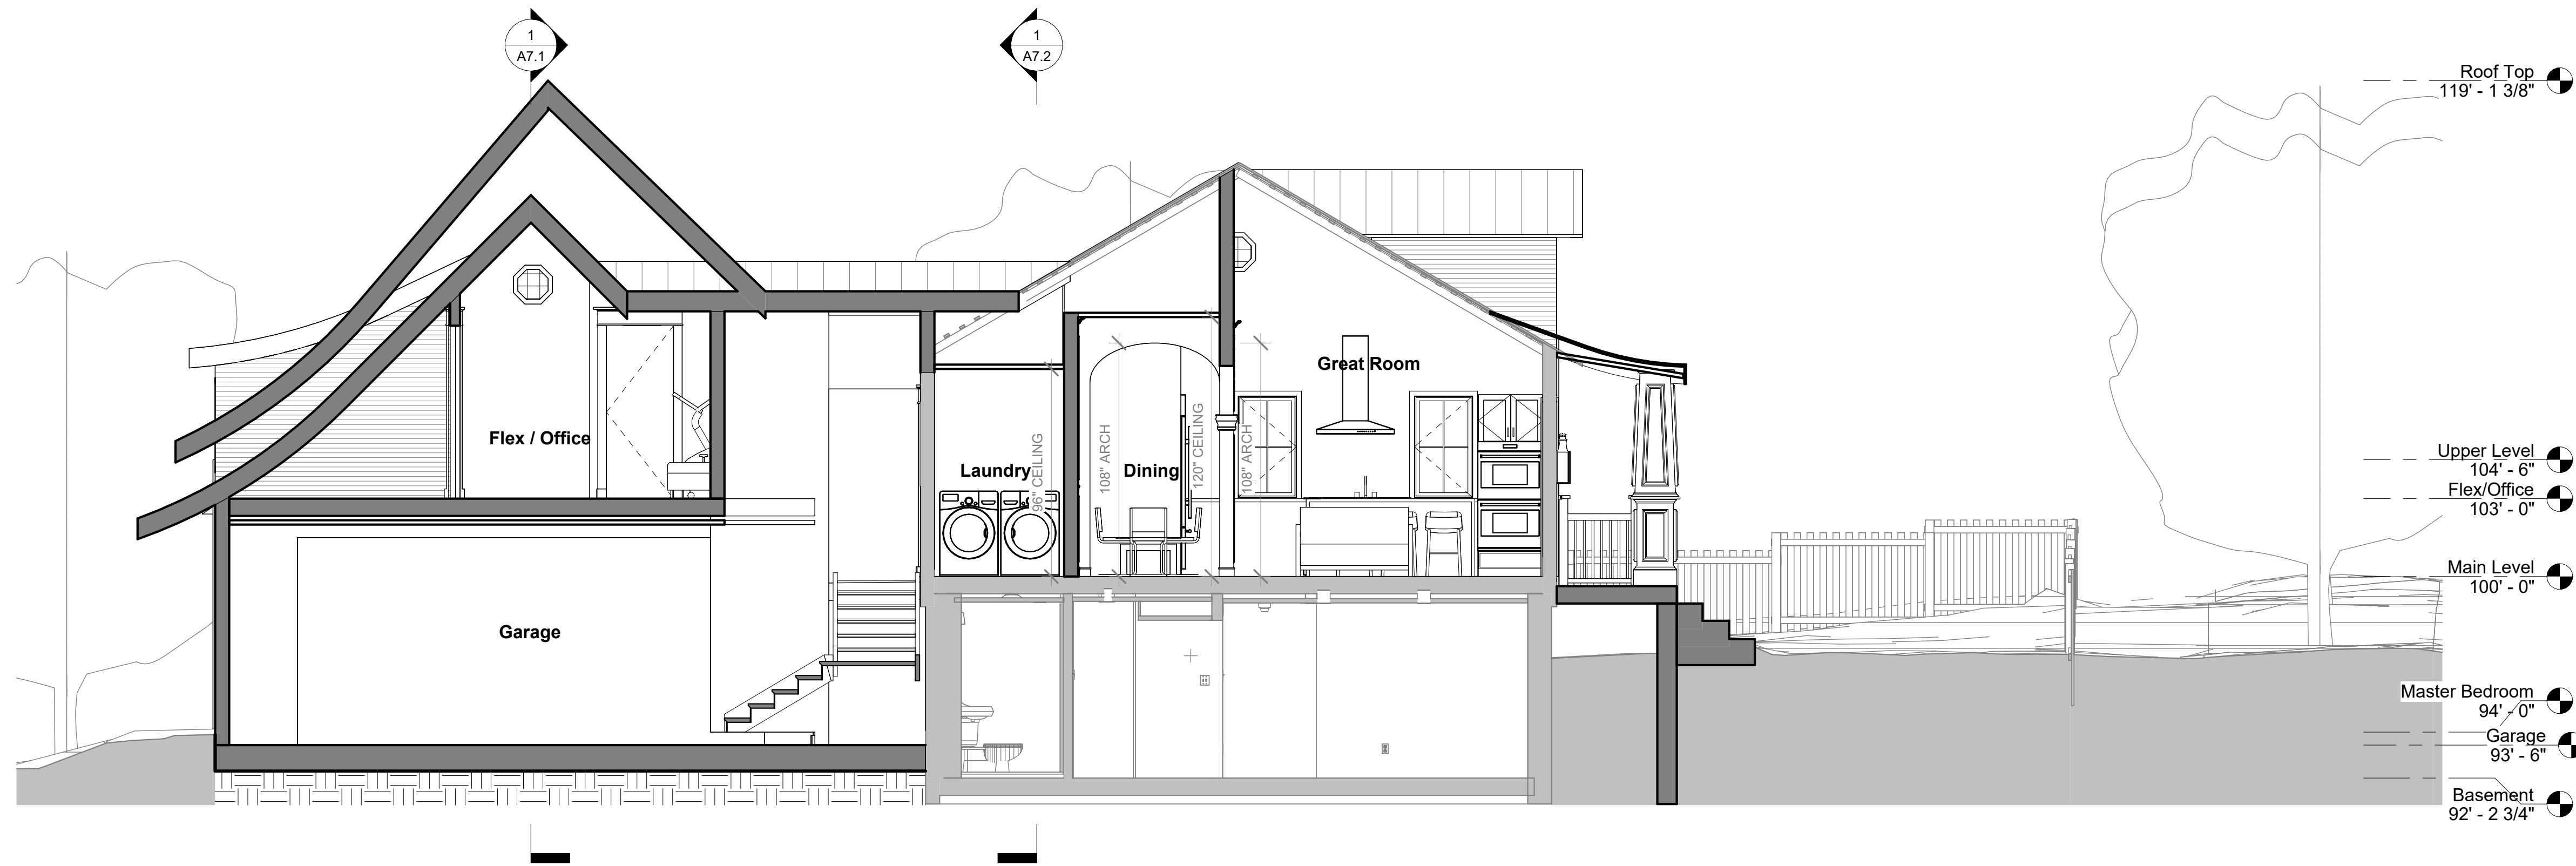 1
A7.1
1
A7.2
Roof Top
119' - 1 3/8"
Great Room
Flex / Office
Laundry
96" CEILING
108" ARCH
Dining
120" CEILING
108" ARCH
Upper Level
104' - 6"
Flex/Office
103' - 0"
Main Level
100' - 0"
Garage
Master Bedroom
94' - 0"
Garage
93' - 6"
Basement
92' - 2 3/4"